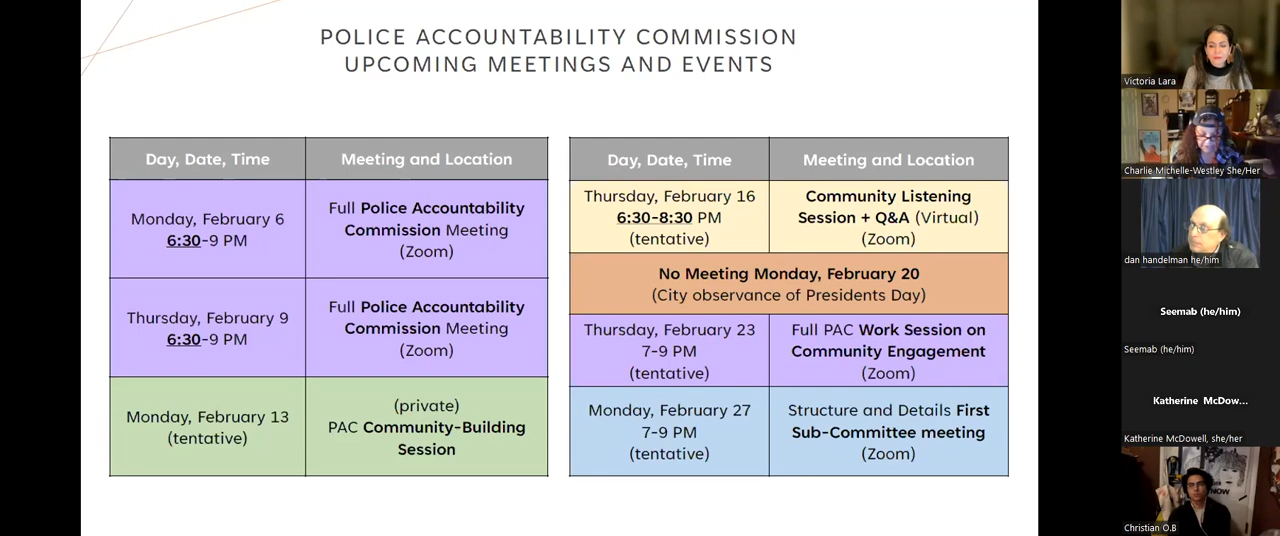 POLICE ACCOUNTABILITY COMMISSION
UPCOMING MEETINGS AND EVENTS
Day, Date, Time
Meeting and Location
Monday, February 6
6:30-9 PM
Full Police Accountability
Commission Meeting
(Zoom)
Thursday, February 9
6:30-9 PM
Full Police Accountability
Commission Meeting
(Zoom)
Monday, February 13
(tentative)
(private)
PAC Community-Building
Session
Day, Date, Time
Meeting and Location
Thursday, February 16
6:30-8:30 PM
(tentative)
Community Listening
Session + Q&A (Virtual)
(Zoom)
No Meeting Monday, February 20
(City observance of Presidents Day)
Thursday, February 23
7-9 PM
(tentative)
Full PAC Work Session on
Community Engagement
(Zoom)
Monday, February 27
7-9 PM
(tentative)
Structure and Details First
Sub-Committee meeting
(Zoom)
Victoria Lara
Charlie Michelle-Westley She/Her
dan handelman he/him
Seemab (he/him)
Seemab (he/him)
Katherine McDow...
Katherine McDowell, she/her
NOW
Christian O.B